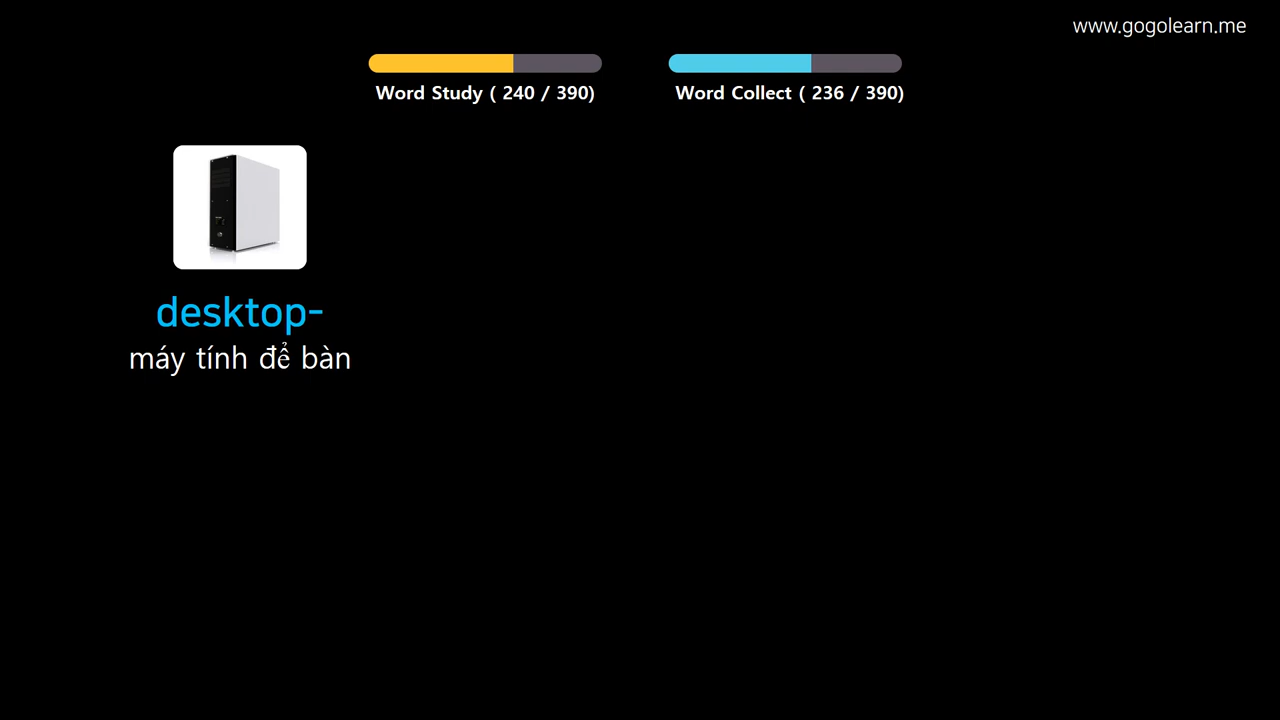 www.gogolearn.me
Word Study ( 240 / 390)
Word Collect ( 236 / 390)
desktop-
máy tính để bàn